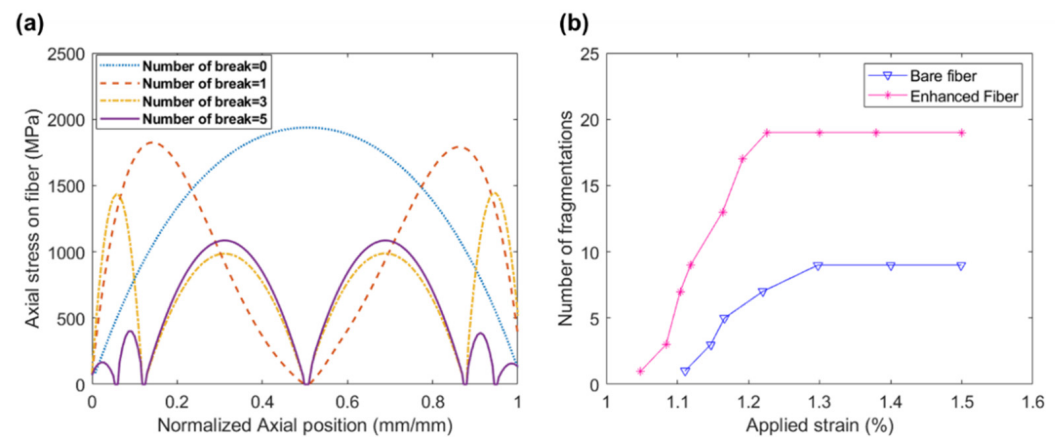 (a)
2500
2000
1500
1000
500
0
Axial stress on fiber (MPa)
Number of break=0
Number of break=1
Number of break=3
Number of break=5
0 0.2 0.4 0.6 0.8 1
Normalized Axial position (mm/mm)
(b)
25
20
15
10
5
0
Number of fragmentations
Bare fiber
Enhanced Fiber
1 1.1 1.2 1.3 1.4 1.5 1.6
Applied strain (%)